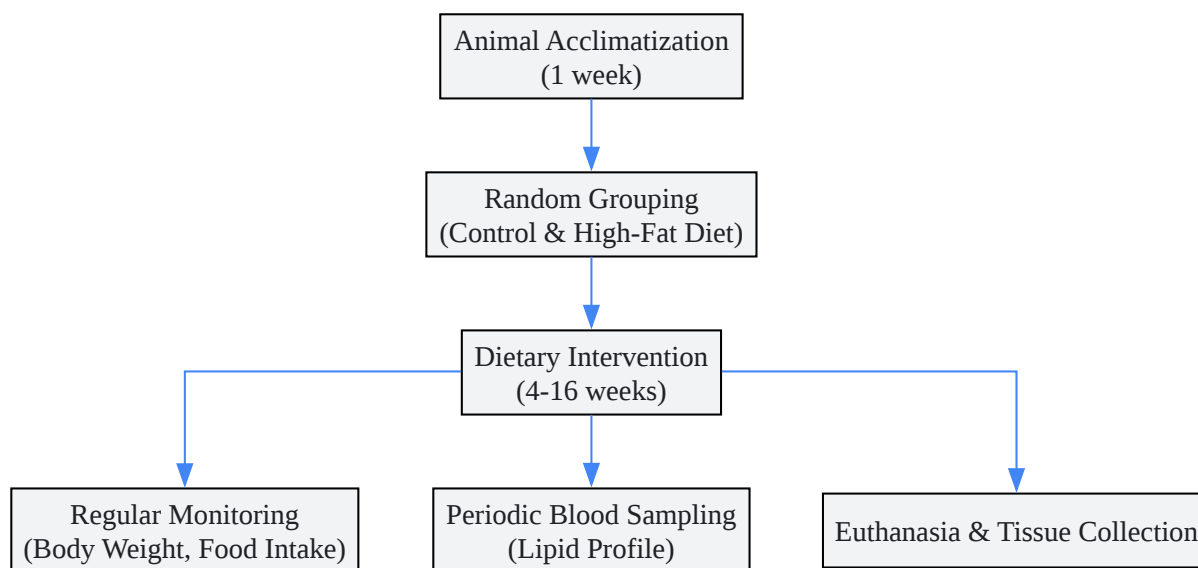 Animal Acclimatization
(1 week)
Random Grouping
(Control & High-Fat Diet)
Dietary Intervention
(4-16 weeks)
Regular Monitoring
(Body Weight, Food Intake)
Periodic Blood Sampling
(Lipid Profile)
Euthanasia & Tissue Collection